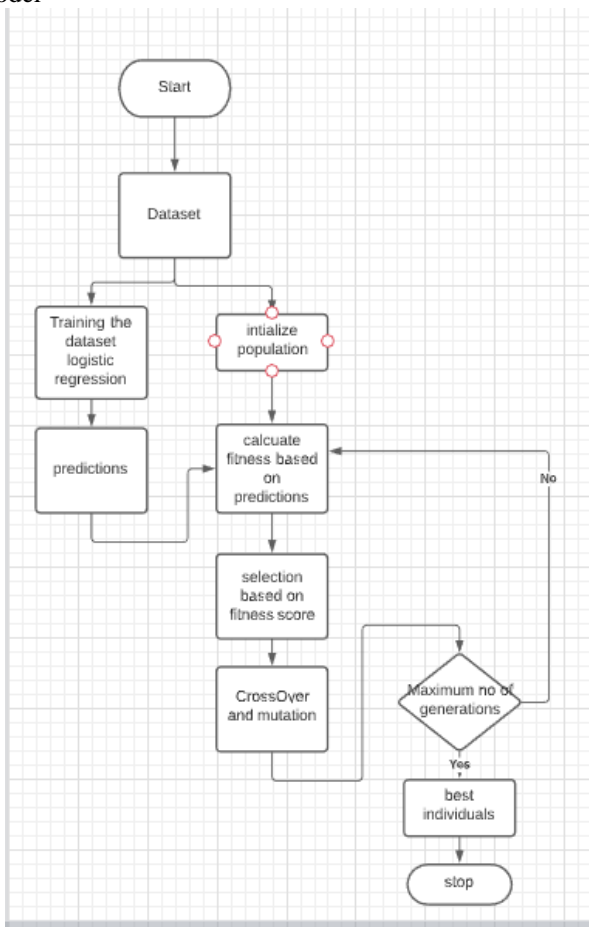 Start
Dataset
Training the
dataset
logistic
regression
intialize
population
predictions
calcuate
fitness based
on
predictions
No
selection
based on
fitness score
CrossOver
and mutation
Maximum no of
generations
Yes
best
individuals
stop